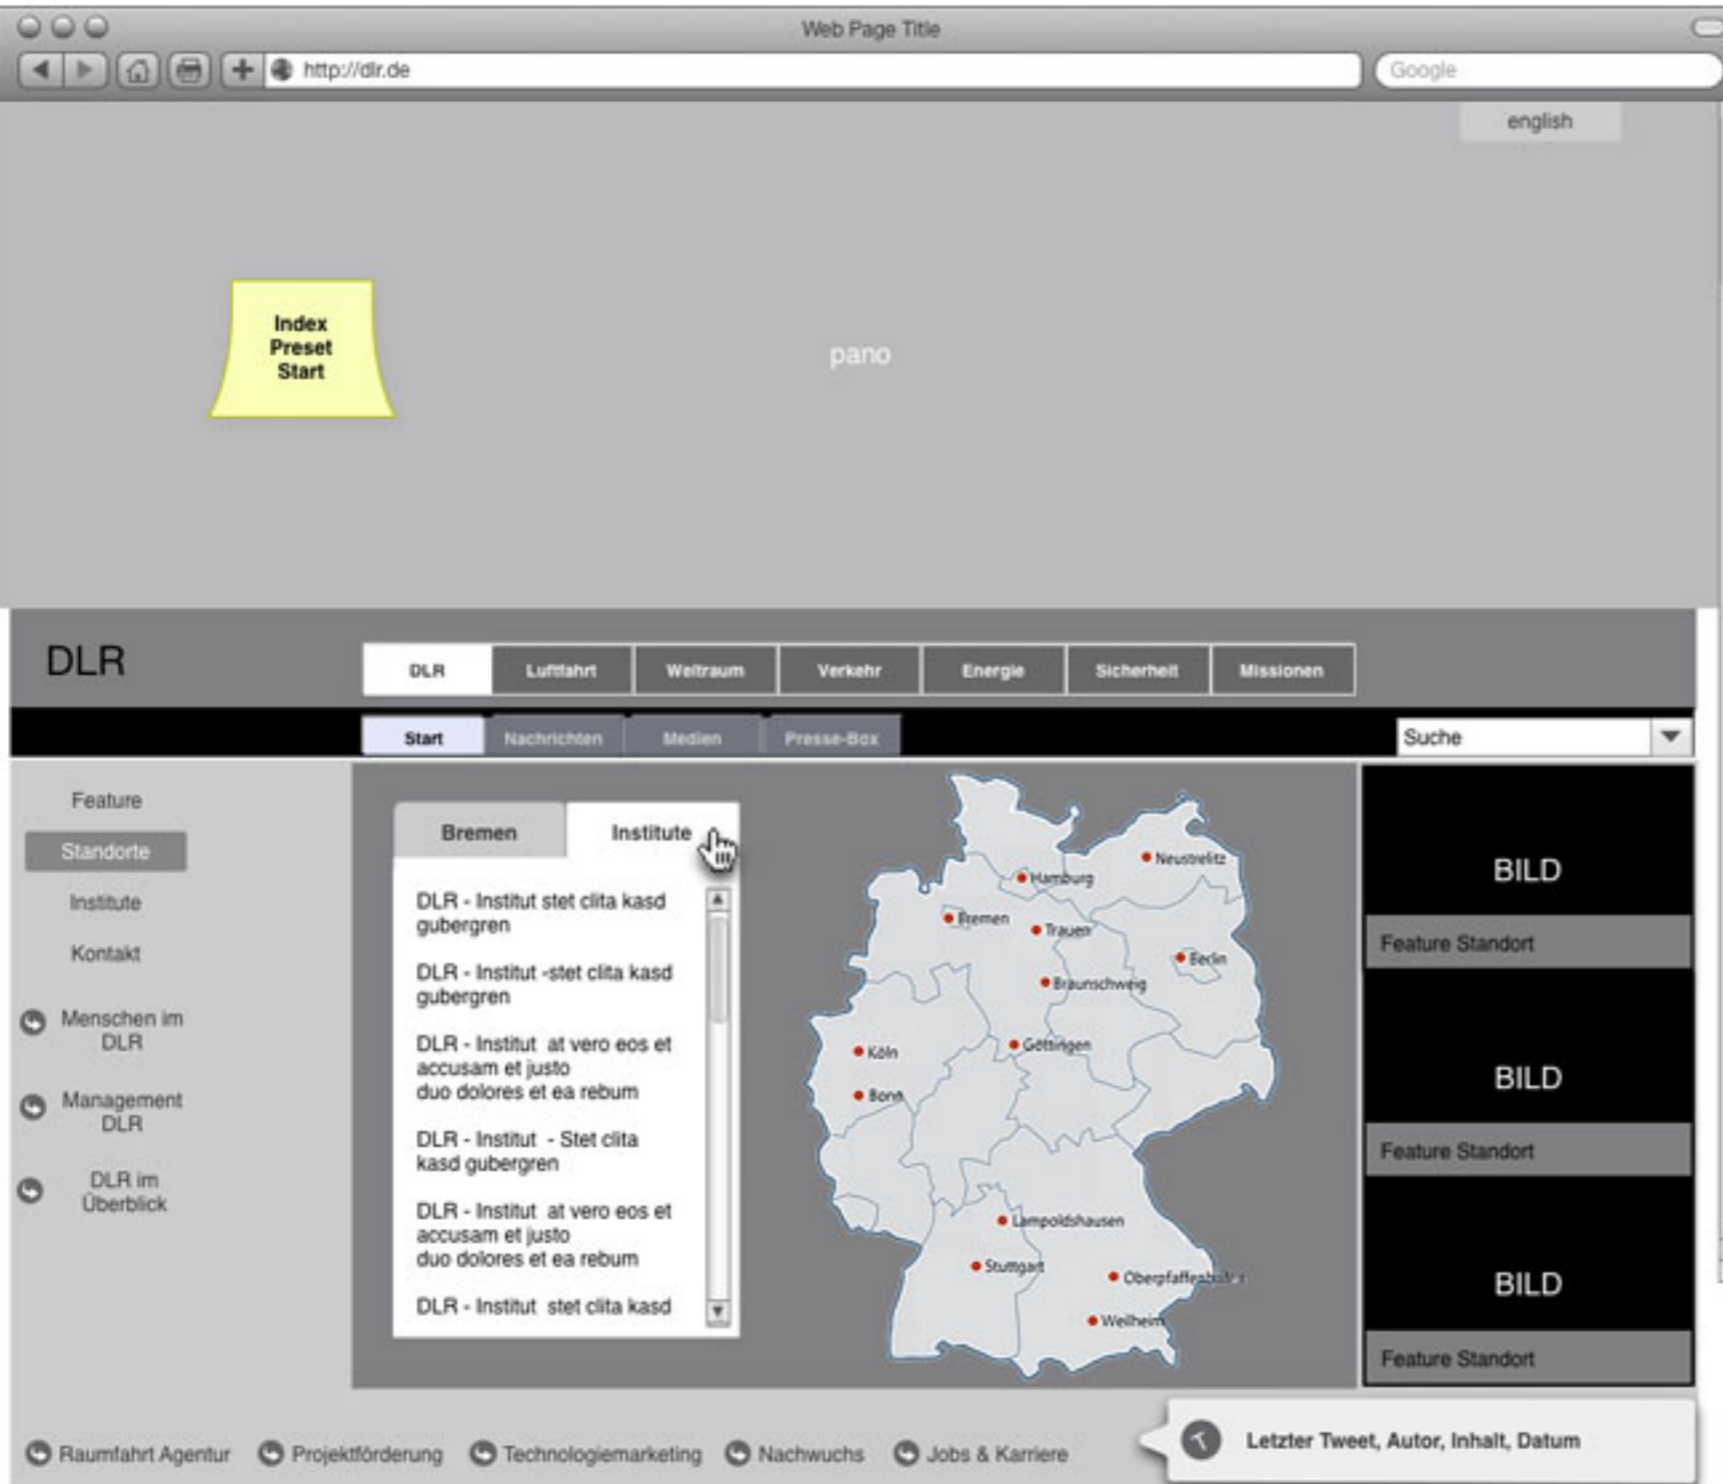 Web Page Title
http://dlr.de
Google
english
Index
Preset
Start
pano
DLR
DLR Luftfahrt Weltraum Verkehr Energie Sicherheit Missionen
Start Nachrichten Medien Presse-Box
Suche
Feature
Standorte
Institute
Kontakt
Menschen im
DLR
Management
DLR
DLR im
Überblick
Bremen Institute
DLR - Institut stet clita kasd
gubergren
DLR - Institut -stet clita kasd
gubergren
DLR - Institut at vero eos et
accusam et justo
duo dolores et ea rebum
DLR - Institut - Stet clita
kasd gubergren
DLR - Institut at vero eos et
accusam et justo
duo dolores et ea rebum
DLR - Institut stet clita kasd
Neustrelitz
Hamburg
Bremen
Trauen
Berlin
Braunschweig
Göttingen
Köln
Bonn
Lampoldshausen
Stuttgart
Oberpfaffenhofen
Weilheim
BILD
Feature Standort
BILD
Feature Standort
BILD
Feature Standort
Raumfahrt Agentur Projektförderung Technologiemarketing Nachwuchs Jobs & Karriere
Letzter Tweet, Autor, Inhalt, Datum